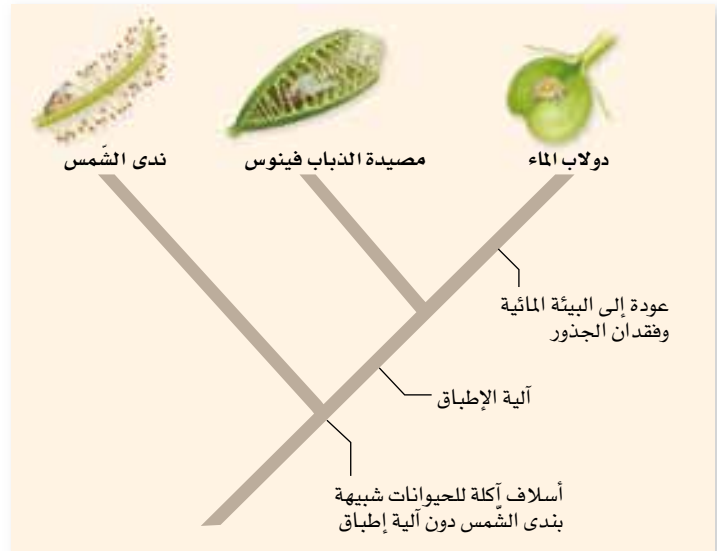 دولاب الماء
مصيدة الذباب فينوس
ندى الشّمس
عودة إلى البيئة المائية
وفقدان الجذور
آلية الإطباق
أسلاف آكلة للحيوانات شبيهة
بندى الشّمس دون آلية إطباق